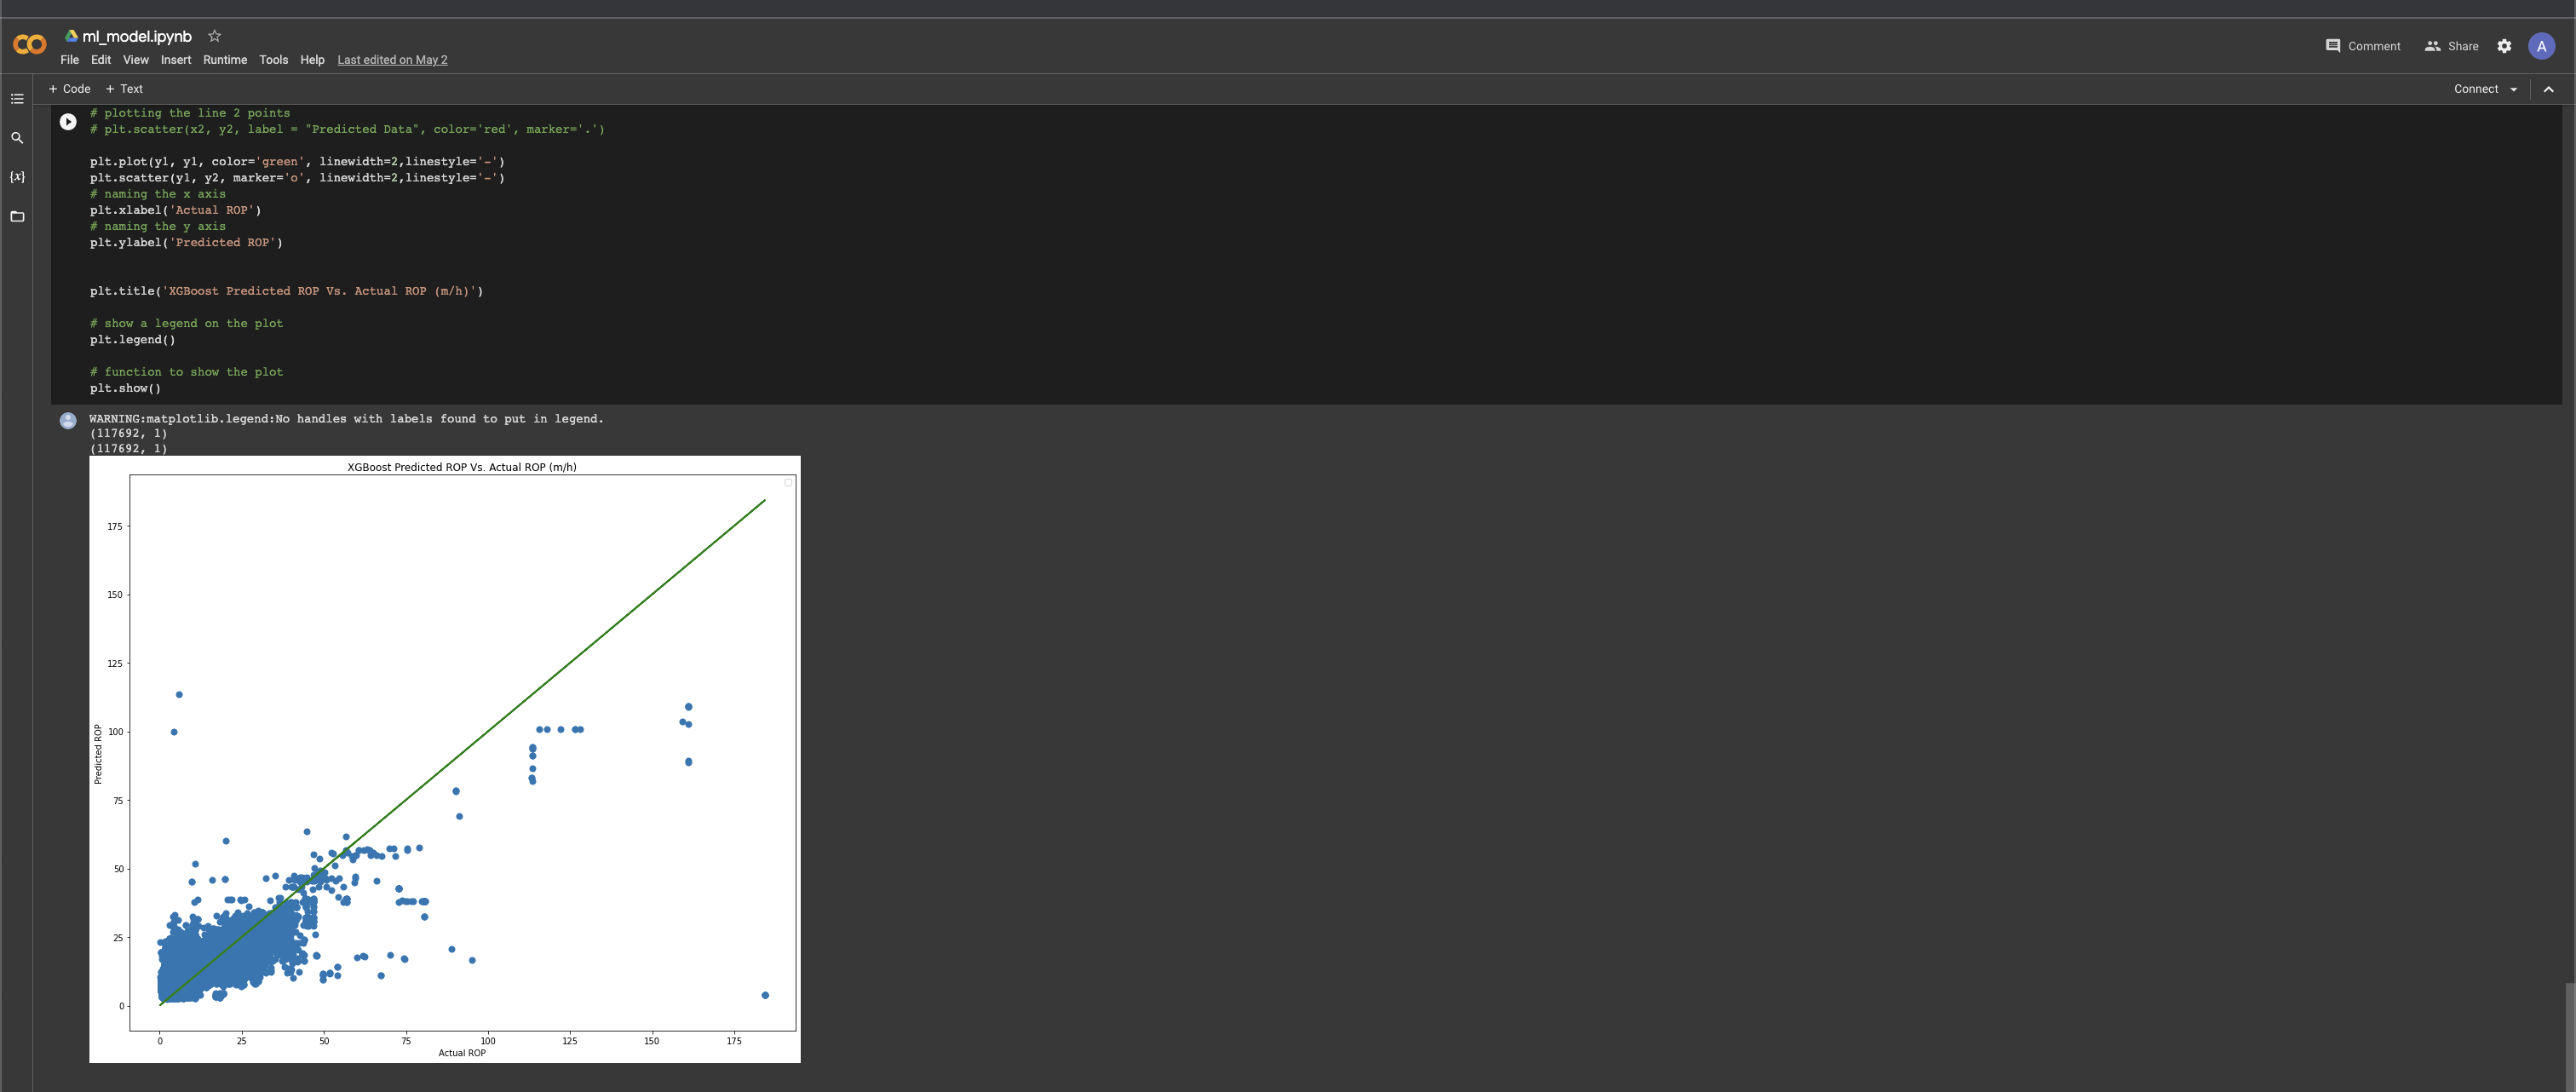 ml_model.ipynb
File Edit View Insert Runtime Tools Help Last edited on May 2
Comment Share A
+ Code + Text
Connect
{x}
# plotting the line 2 points
# plt.scatter(x2, y2, label = "Predicted Data", color='red', marker='.')
plt.plot(y1, y1, color='green', linewidth=2,linestyle='-')
plt.scatter(y1, y2, marker='o', linewidth=2,linestyle='-')
# naming the x axis
plt.xlabel('Actual ROP')
# naming the y axis
plt.ylabel('Predicted ROP')
plt.title('XGBoost Predicted ROP Vs. Actual ROP (m/h)')
# show a legend on the plot
plt.legend()
# function to show the plot
plt.show()
WARNING:matplotlib.legend:No handles with labels found to put in legend.
(117692, 1)
(117692, 1)
XGBoost Predicted ROP Vs. Actual ROP (m/h)
175
150
125
100
75
50
25
0
Predicted ROP
0 25 50 75 100 125 150 175
Actual ROP